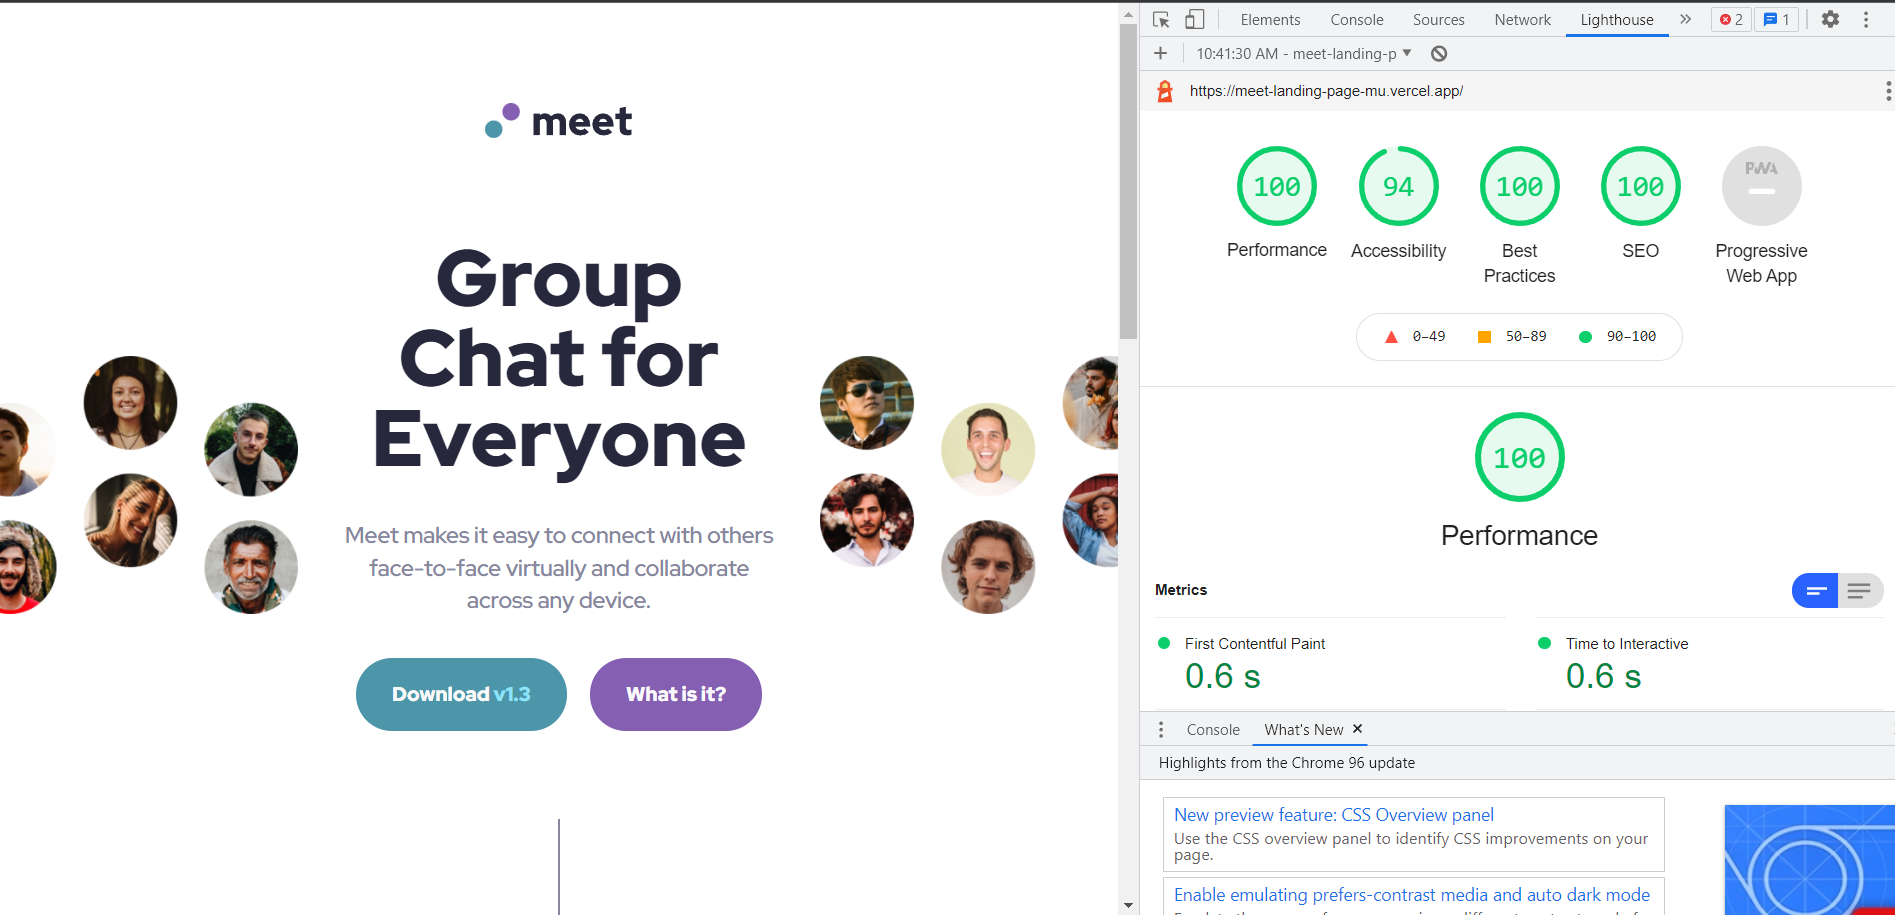 meet
Group
Chat for
Everyone
Meet makes it easy to connect with others
face-to-face virtually and collaborate
across any device.
Download v1.3
What is it?
Elements Console Sources Network Lighthouse 2 1
10:41:30 AM - meet-landing-p
https://meet-landing-page-mu.vercel.app/
100 94 100 100 PWA
Performance Accessibility Best SEO Progressive
Practices Web App
0–49 50–89 90–100
100
Performance
Metrics
First Contentful Paint Time to Interactive
0.6 s 0.6 s
Console What's New
Highlights from the Chrome 96 update
New preview feature: CSS Overview panel
Use the CSS overview panel to identify CSS improvements on your
page.
Enable emulating prefers-contrast media and auto dark mode